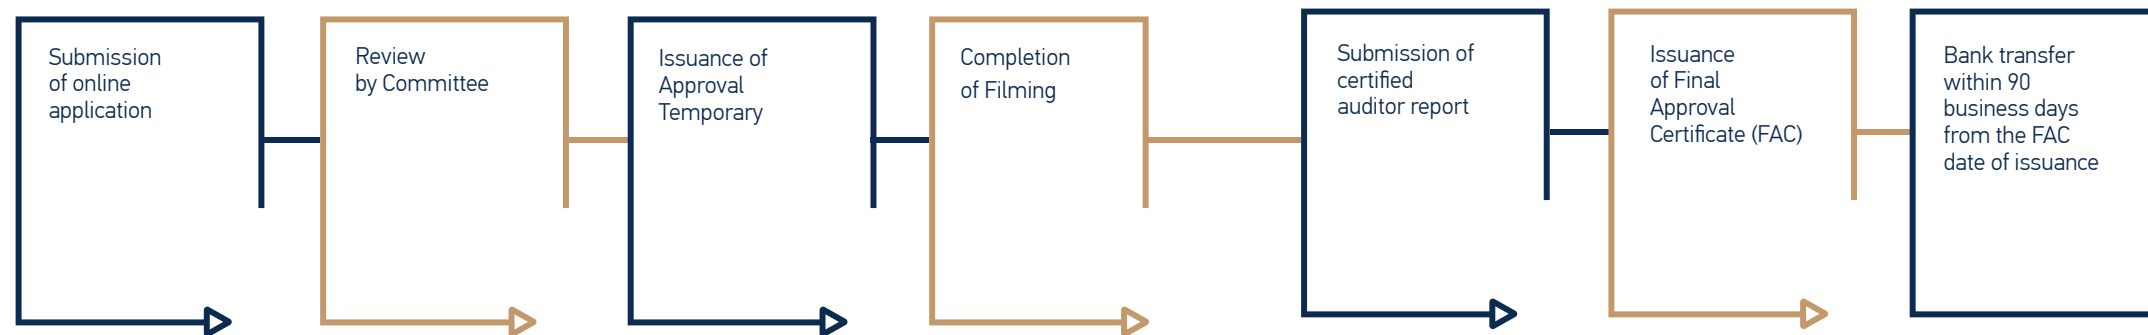 Submission
of online
application
Review
by Committee
Issuance of
Approval
Temporary
Completion
of Filming
Submission of
certified
auditor report
Issuance
of Final
Approval
Certificate (FAC)
Bank transfer
within 90
business days
from the FAC
date of issuance